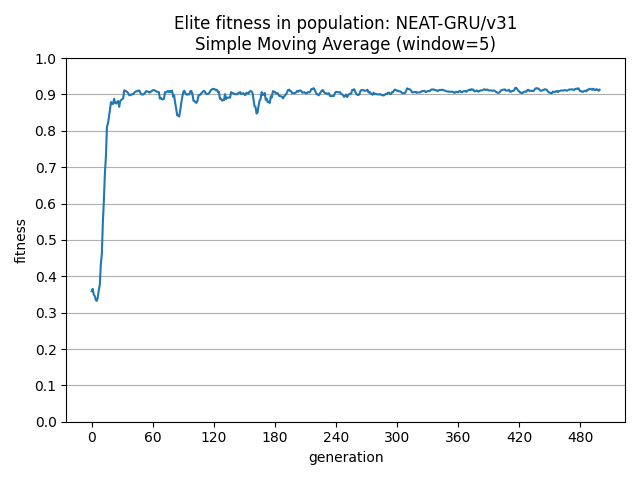 Elite fitness in population: NEAT-GRU/v31
Simple Moving Average (window=5)
1.0
0.9
0.8
0.7
0.6
0.5
0.4
0.3
0.2
0.1
0.0
fitness
0 60 120 180 240 300 360 420 480
generation